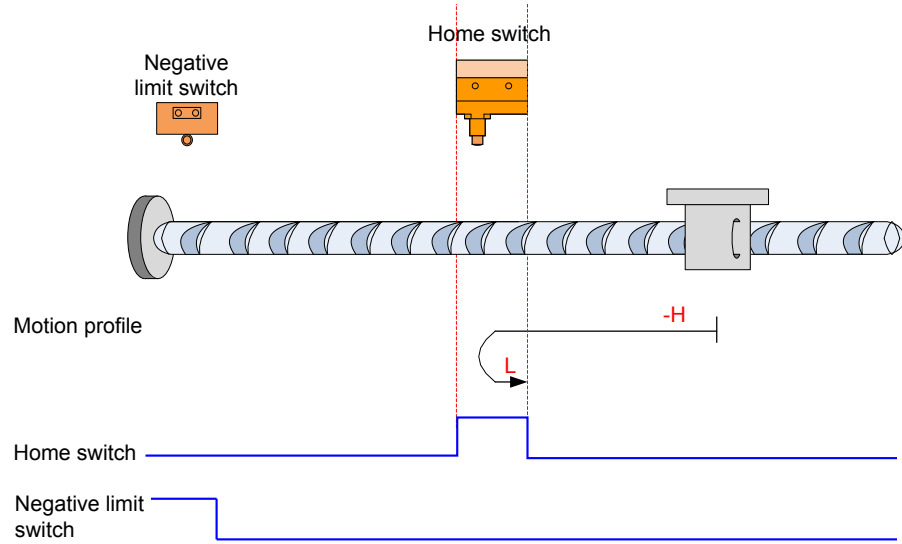 Home switch
Negative
limit switch
Motion profile
-H
L
Home switch
Negative limit
switch